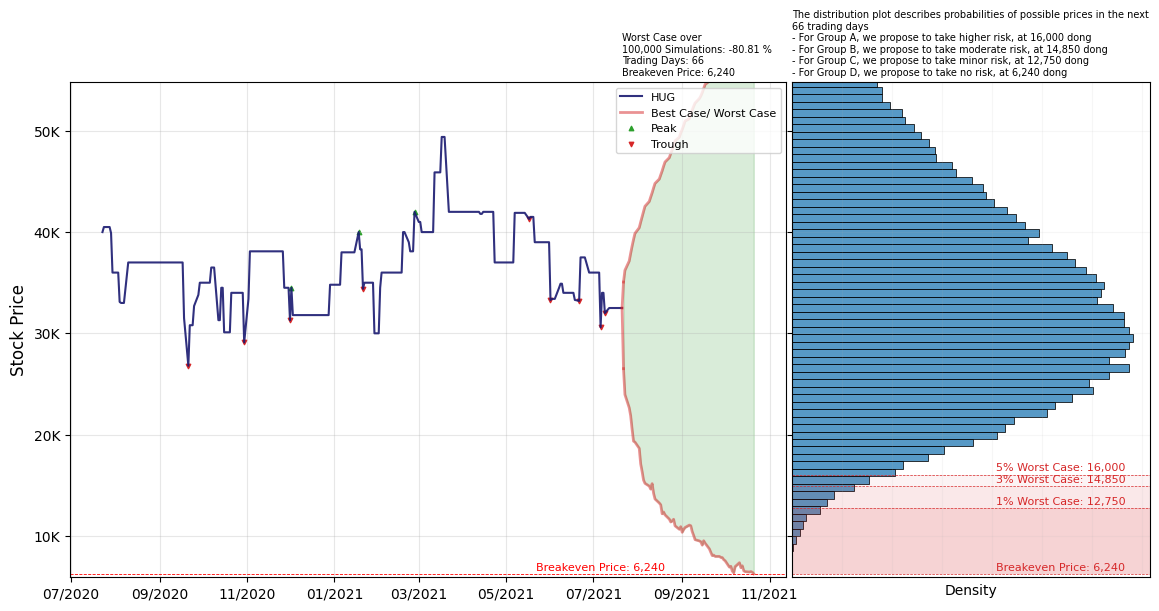 Worst Case over
100,000 Simulations: -80.81 %
Trading Days: 66
Breakeven Price: 6,240
The distribution plot describes probabilities of possible prices in the next
66 trading days
- For Group A, we propose to take higher risk, at 16,000 dong
- For Group B, we propose to take moderate risk, at 14,850 dong
- For Group C, we propose to take minor risk, at 12,750 dong
- For Group D, we propose to take no risk, at 6,240 dong
HUG
Best Case/ Worst Case
Peak
Trough
Stock Price
50K
40K
30K
20K
10K
Breakeven Price: 6,240
07/2020
09/2020
11/2020
01/2021
03/2021
05/2021
07/2021
09/2021
11/2021
5% Worst Case: 16,000
3% Worst Case: 14,850
1% Worst Case: 12,750
Breakeven Price: 6,240
Density